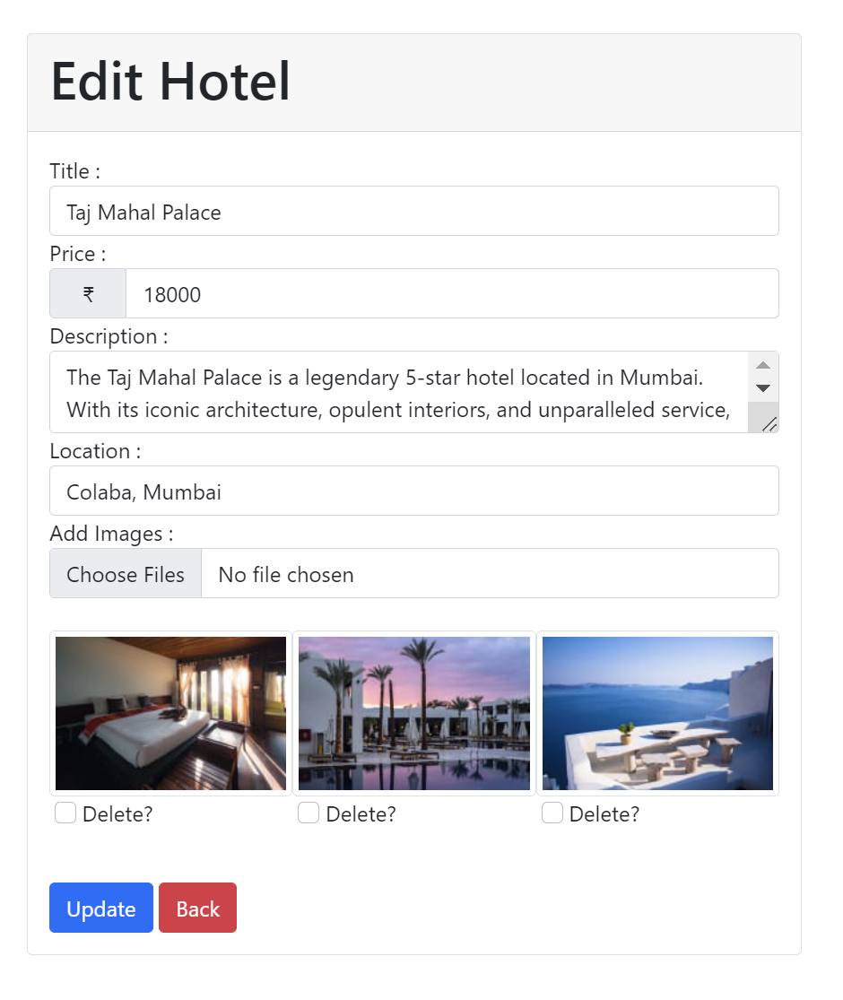 Edit Hotel
Title :
Taj Mahal Palace
Price :
₹ 18000
Description :
The Taj Mahal Palace is a legendary 5-star hotel located in Mumbai.
With its iconic architecture, opulent interiors, and unparalleled service,
Location :
Colaba, Mumbai
Add Images :
Choose Files No file chosen
Delete? Delete? Delete?
Update Back